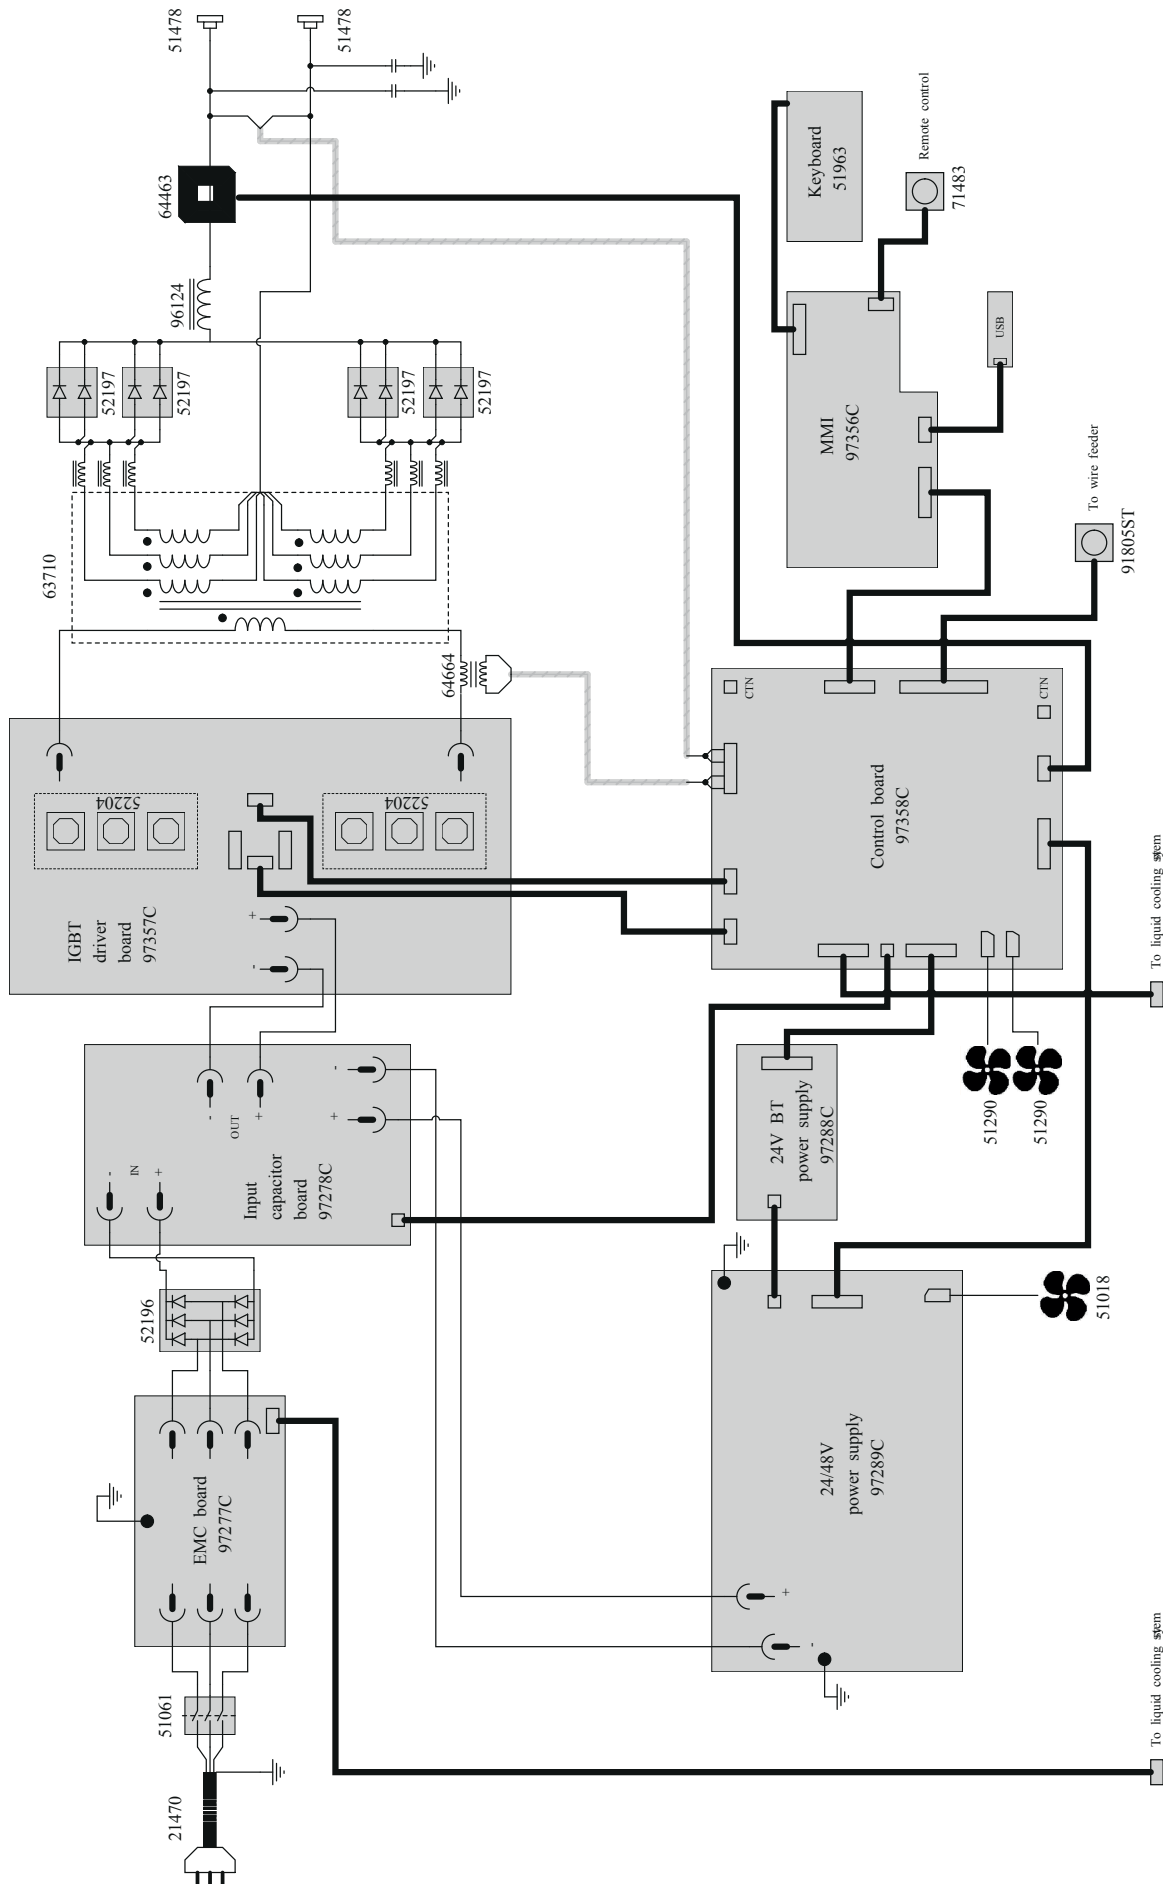 21470
51061
EMC board
97277C
52196
-
IN
+
Input
capacitor
board
97278C
-
OUT
+
+
-
IGBT
driver
board
97357C
-
+
52204
52204
63710
64664
52197
52197
52197
52197
96124
64463
51478
51478
24/48V
power supply
97289C
-
+
51018
24V BT
power supply
97288C
51290
51290
Control board
97358C
CTN
CTN
MMI
97356C
Keyboard
51963
Remote control
71483
USB
To wire feeder
91805ST
To liquid cooling system
To liquid cooling system